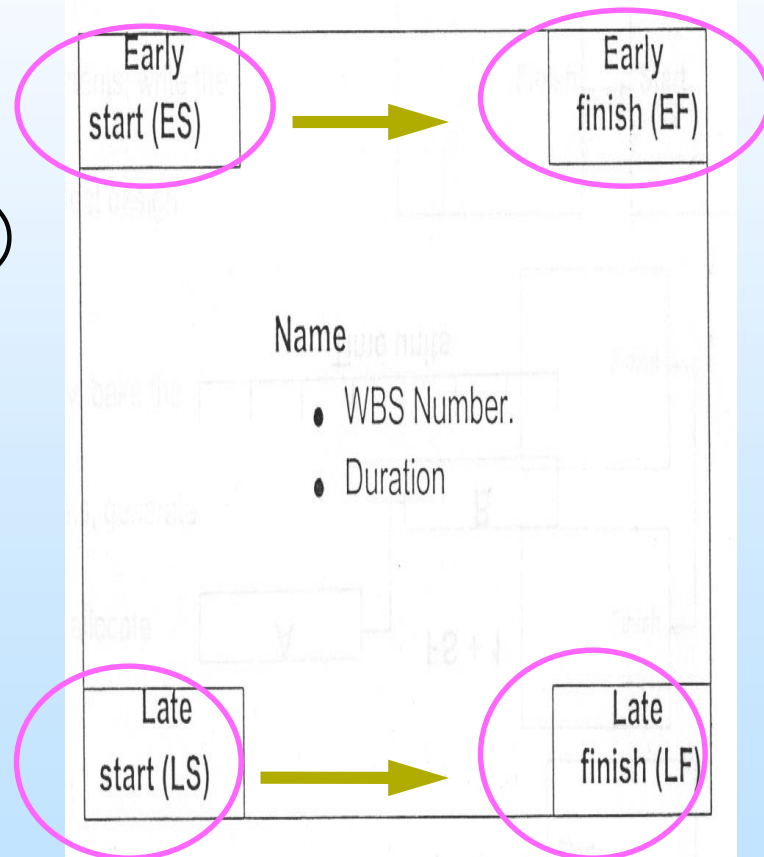 Early
start (ES)
Early
finish (EF)
Name
• WBS Number.
• Duration
Late
start (LS)
Late
finish (LF)